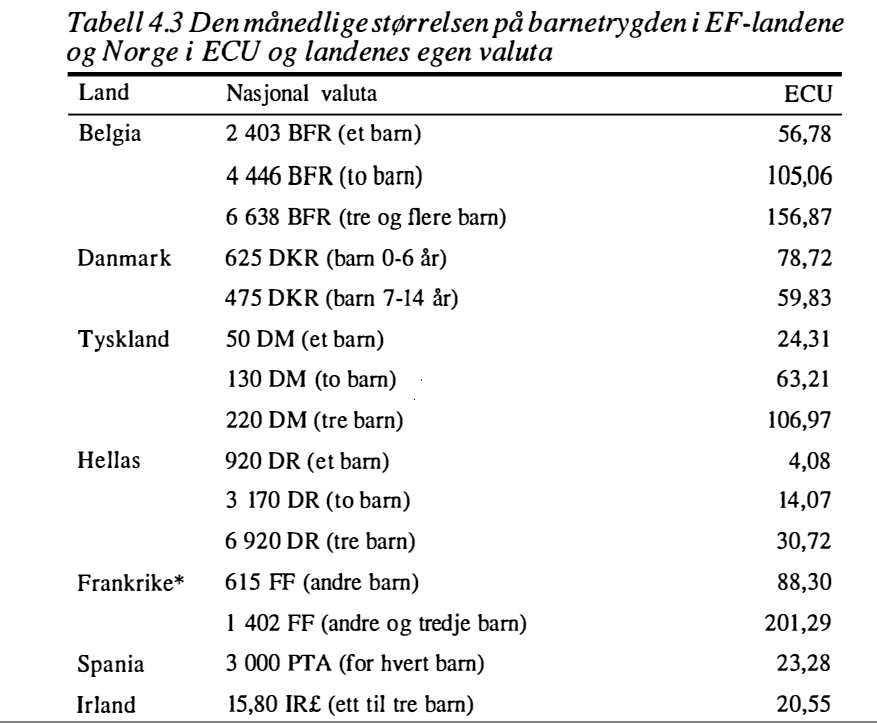 Tabell 4.3 Den månedlige størrelsen på barnetrygden i EF-landene
og Norge i ECU og landenes egen valuta
Land Nasjonal valuta ECU
Belgia 2 403 BFR (et barn) 56,78
4 446 BFR (to barn) 105,06
6 638 BFR (tre og flere barn) 156,87
Danmark 625 DKR (barn 0-6 år) 78,72
475 DKR (barn 7-14 år) 59,83
Tyskland 50 DM (et barn) 24,31
130 DM (to barn) 63,21
220 DM (tre barn) 106,97
Hellas 920 DR (et barn) 4,08
3 170 DR (to barn) 14,07
6 920 DR (tre barn) 30,72
Frankrike* 615 FF (andre barn) 88,30
1 402 FF (andre og tredje barn) 201,29
Spania 3 000 PTA (for hvert barn) 23,28
Irland 15,80 IR£ (ett til tre barn) 20,55